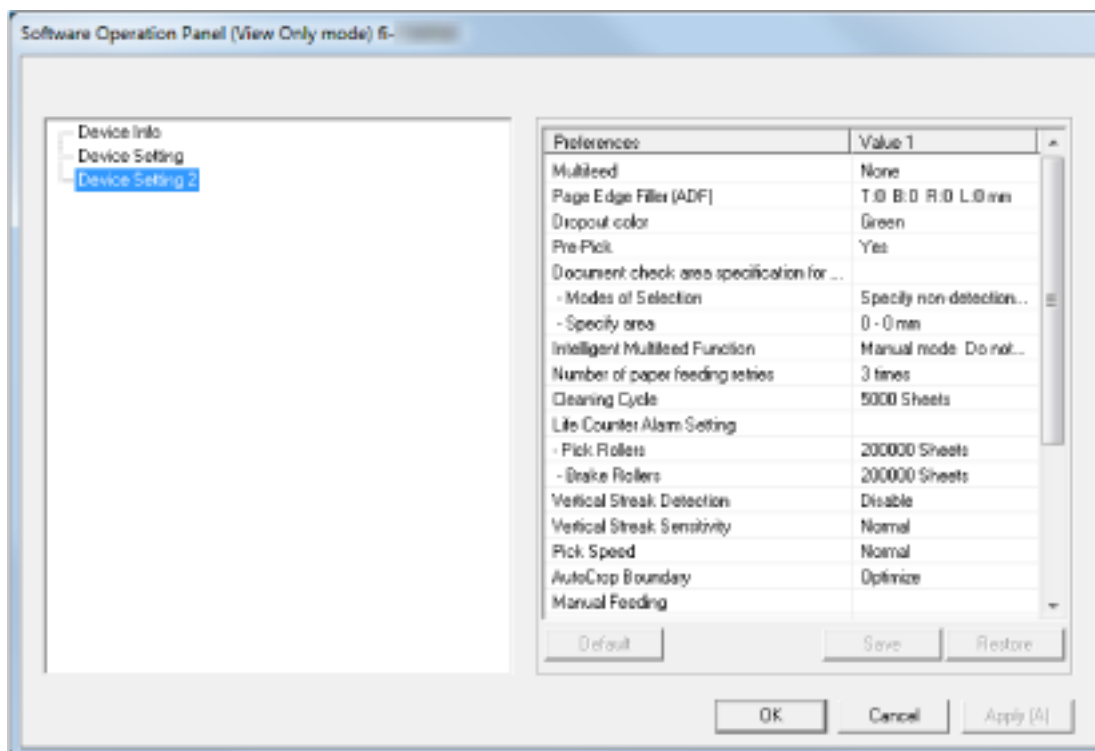 Software Operation Panel (View Only mode) fi-
Device Info
Device Setting
Device Setting 2
Preferences Value 1
Multifeed None
Page Edge Filler (ADF) T:0 B:0 R:0 L:0 mm
Dropout color Green
Pre-Pick Yes
Document check area specification for ...
- Modes of Selection Specify non-detection...
- Specify area 0 - 0 mm
Intelligent Multifeed Function Manual mode Do not...
Number of paper feeding retries 3 times
Cleaning Cycle 5000 Sheets
Life Counter Alarm Setting
- Pick Rollers 200000 Sheets
- Brake Rollers 200000 Sheets
Vertical Streak Detection Disable
Vertical Streak Sensitivity Normal
Pick Speed Normal
AutoCrop Boundary Optimize
Manual Feeding
Default Save Restore
OK Cancel Apply (A)